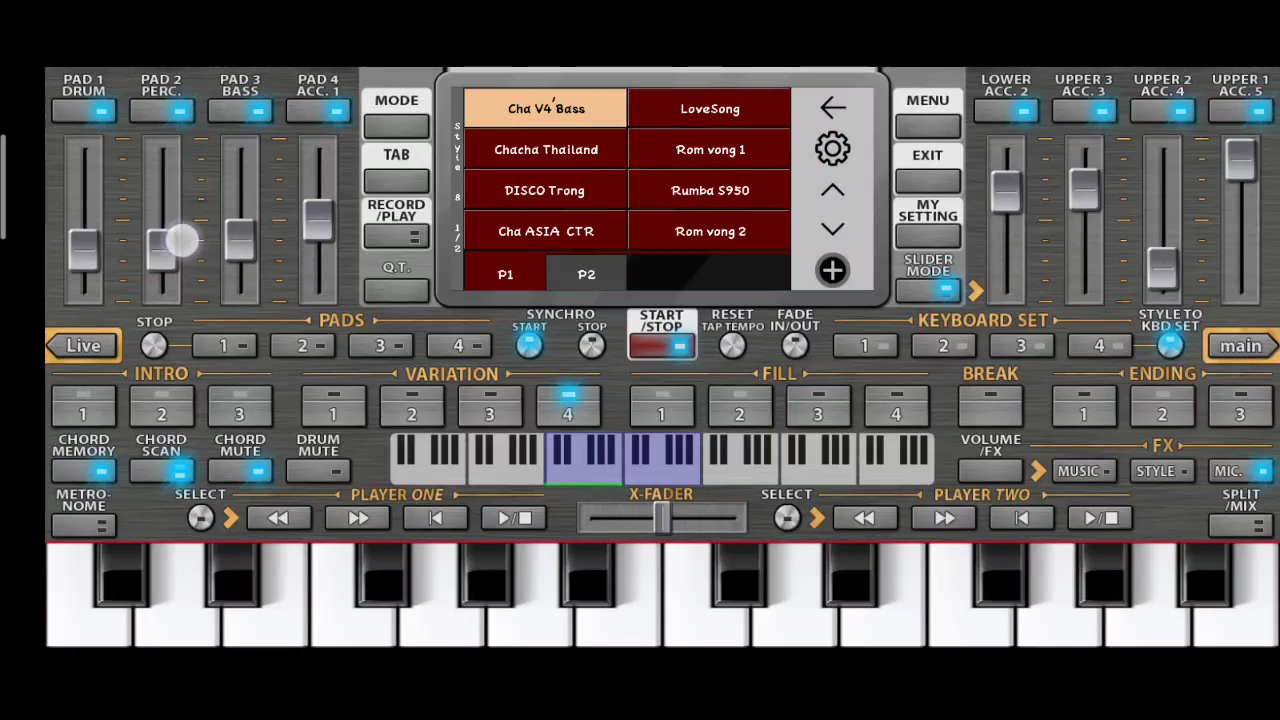 PAD 1 DRUM
PAD 2 PERC.
PAD 3 BASS
PAD 4 ACC. 1
MODE
TAB
RECORD /PLAY
Q.T.
Style 8 1/2
Cha V4 Bass
LoveSong
Chacha Thailand
Rom vong 1
DISCO Trong
Rumba S950
Cha ASIA CTR
Rom vong 2
P1
P2
MENU
EXIT
MY SETTING
SLIDER MODE
LOWER ACC. 2
UPPER 3 ACC. 3
UPPER 2 ACC. 4
UPPER 1 ACC. 5
Live
STOP
PADS
1
2
3
4
SYNCHRO
START
STOP
START /STOP
RESET TAP TEMPO
FADE IN/OUT
KEYBOARD SET
1
2
3
4
STYLE TO KBD SET
main
INTRO
1
2
3
VARIATION
1
2
3
4
FILL
1
2
3
4
BREAK
ENDING
1
2
3
CHORD MEMORY
CHORD SCAN
CHORD MUTE
DRUM MUTE
VOLUME /FX
FX
MUSIC
STYLE
MIC.
METRO-NOME
SELECT
PLAYER ONE
X-FADER
SELECT
PLAYER TWO
SPLIT /MIX